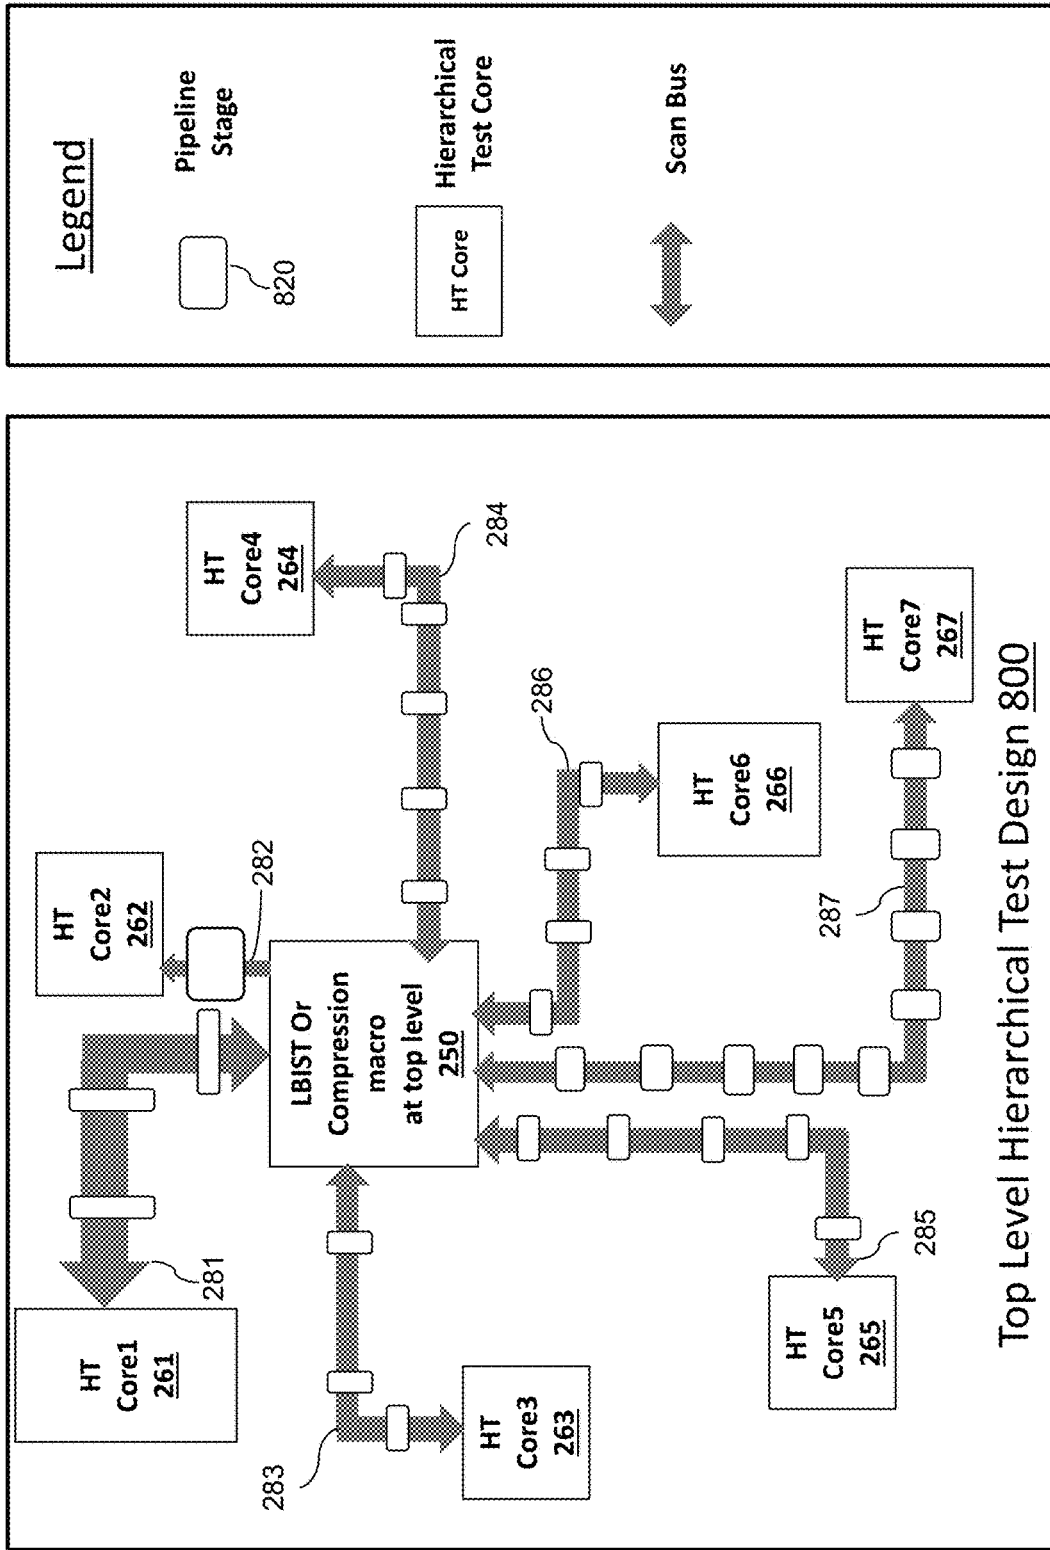 HT
Core1
261
281
HT
Core2
262
282
HT
Core3
263
283
LBIST Or
Compression
macro
at top level
250
HT
Core4
264
284
HT
Core5
265
285
HT
Core6
266
286
HT
Core7
267
287
Top Level Hierarchical Test Design 800
Legend
820
Pipeline
Stage
HT Core
Hierarchical
Test Core
Scan Bus